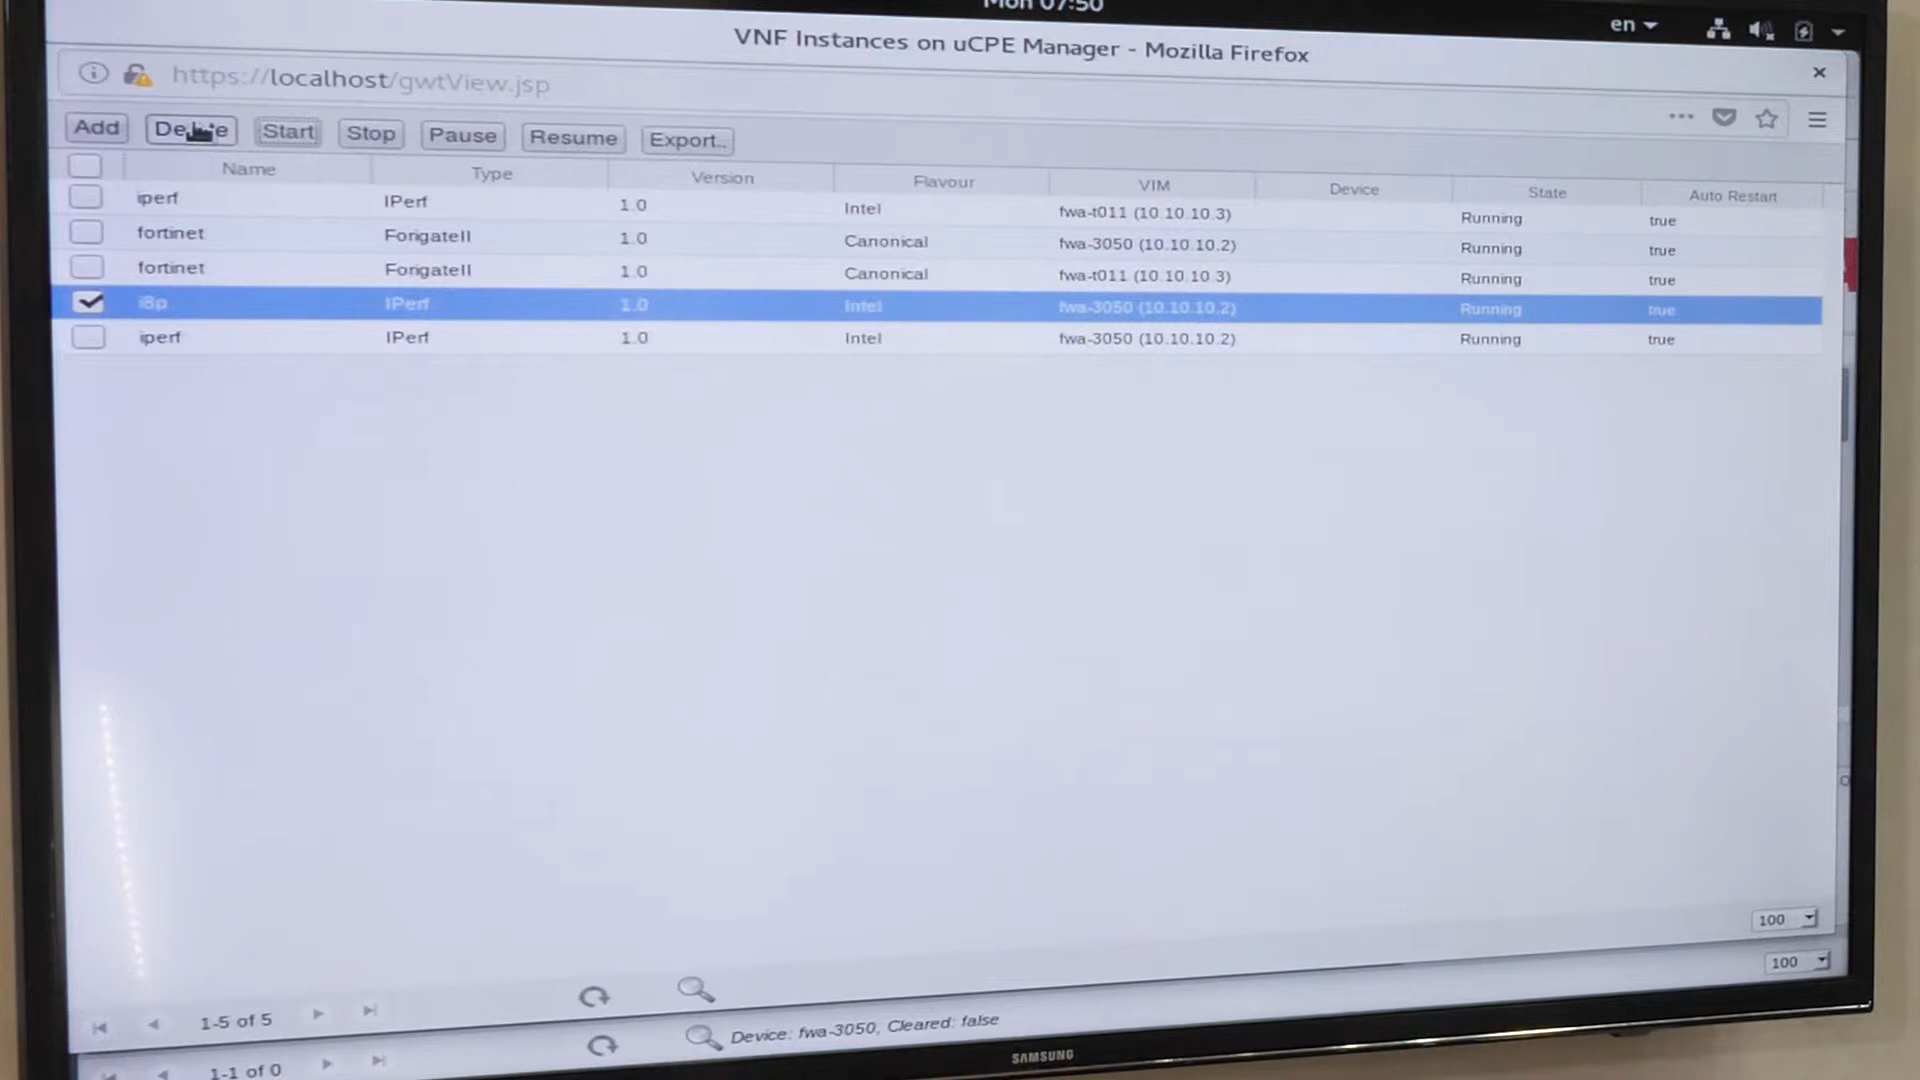 Mon 07:50
en
VNF Instances on uCPE Manager - Mozilla Firefox
https://localhost/gwtView.jsp
Add Delete Start Stop Pause Resume Export..
Name Type Version Flavour VIM Device State Auto Restart
iperf IPerf 1.0 Intel fwa-t011 (10.10.10.3) Running true
fortinet ForigateII 1.0 Canonical fwa-3050 (10.10.10.2) Running true
fortinet ForigateII 1.0 Canonical fwa-t011 (10.10.10.3) Running true
i8p IPerf 1.0 Intel fwa-3050 (10.10.10.2) Running true
iperf IPerf 1.0 Intel fwa-3050 (10.10.10.2) Running true
100
1-5 of 5
100
1-1 of 0
Device: fwa-3050, Cleared: false
SAMSUNG